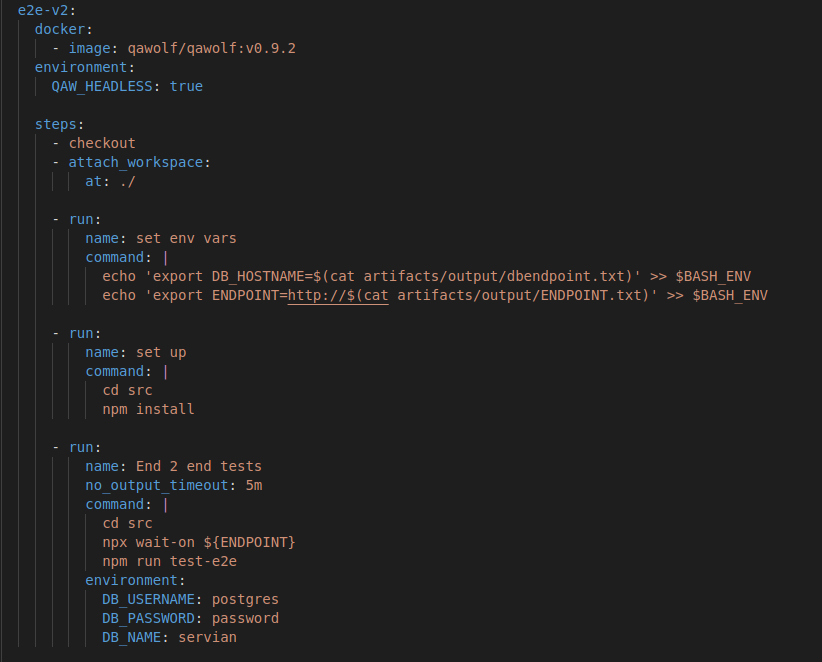 e2e-v2:
docker:
- image: qawolf/qawolf:v0.9.2
environment:
QAW_HEADLESS: true
steps:
- checkout
- attach_workspace:
at: ./
- run:
name: set env vars
command: |
echo 'export DB_HOSTNAME=$(cat artifacts/output/dbendpoint.txt)' >> $BASH_ENV
echo 'export ENDPOINT=http://$(cat artifacts/output/ENDPOINT.txt)' >> $BASH_ENV
- run:
name: set up
command: |
cd src
npm install
- run:
name: End 2 end tests
no_output_timeout: 5m
command: |
cd src
npx wait-on ${ENDPOINT}
npm run test-e2e
environment:
DB_USERNAME: postgres
DB_PASSWORD: password
DB_NAME: servian